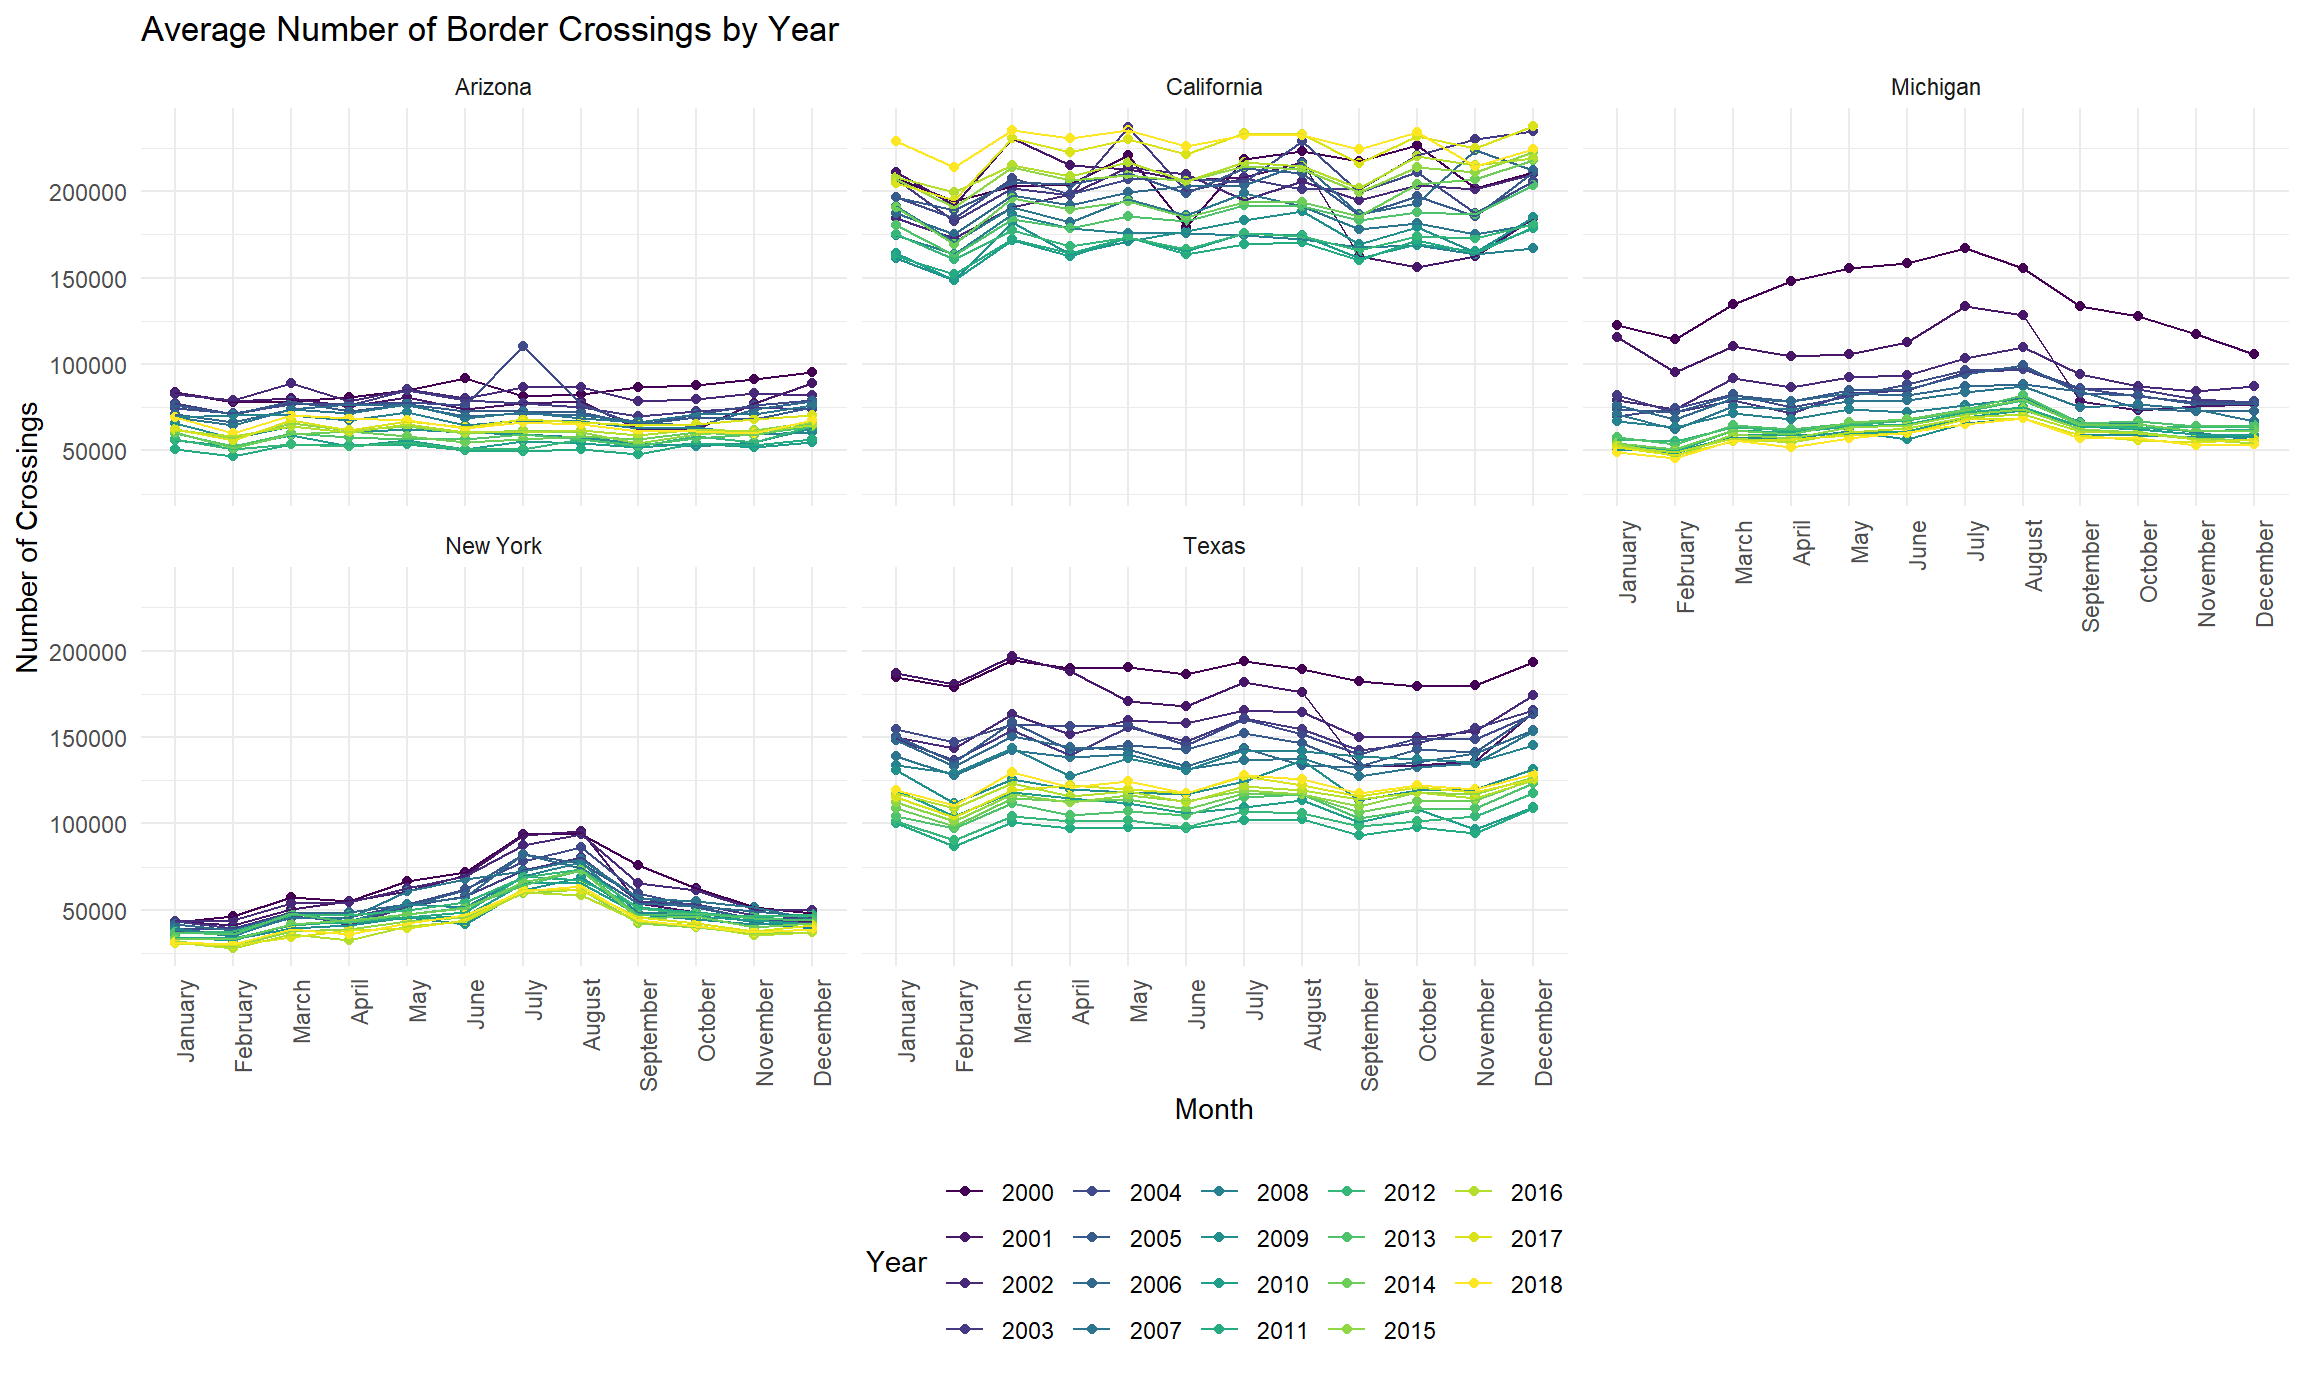 Average Number of Border Crossings by Year
Arizona
California
Michigan
200000
150000
100000
50000
January
February
March
April
May
June
July
August
September
October
November
December
Number of Crossings
New York
Texas
200000
150000
100000
50000
January
February
March
April
May
June
July
August
September
October
November
December
January
February
March
April
May
June
July
August
September
October
November
December
Month
Year
2000 2004 2008 2012 2016
2001 2005 2009 2013 2017
2002 2006 2010 2014 2018
2003 2007 2011 2015